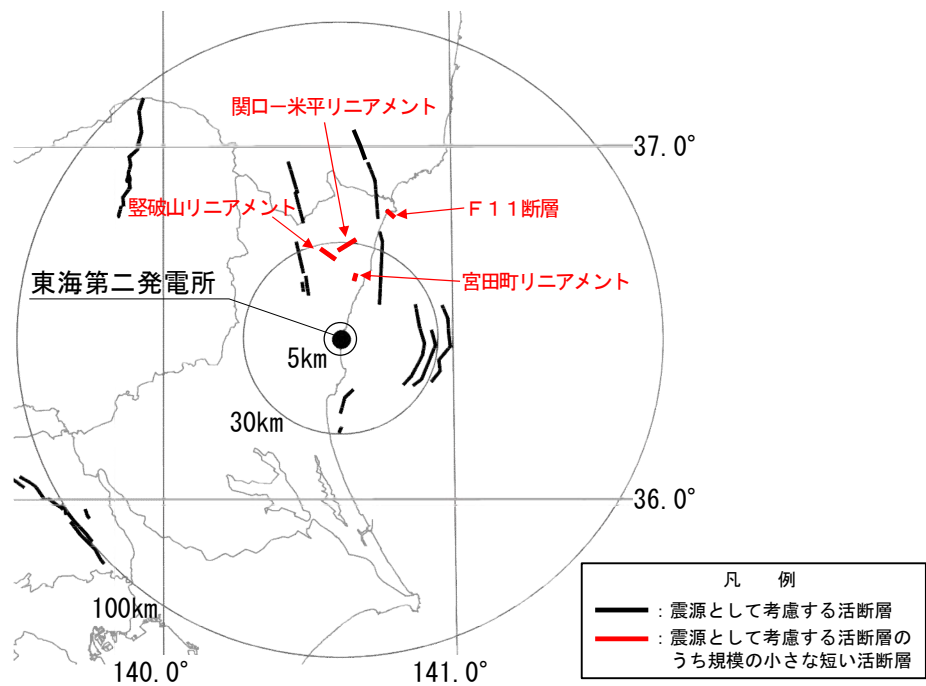 関口ー米平リニアメント
37.0°
竪破山リニアメント
Ｆ１１断層
東海第二発電所
宮田町リニアメント
5km
30km
36.0°
凡　例
：震源として考慮する活断層
：震源として考慮する活断層の
うち規模の小さな短い活断層
100km
140.0°
141.0°